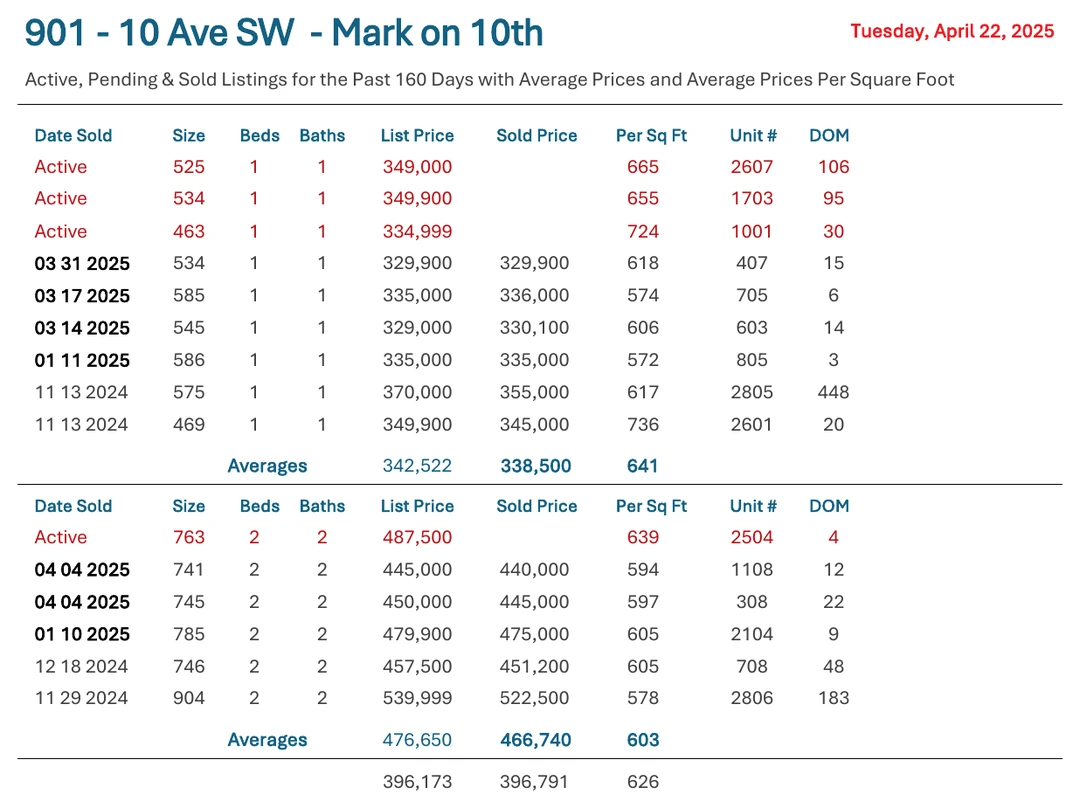 901 - 10 Ave SW - Mark on 10th
Tuesday, April 22, 2025
Active, Pending & Sold Listings for the Past 160 Days with Average Prices and Average Prices Per Square Foot
Date Sold Size Beds Baths List Price Sold Price Per Sq Ft Unit # DOM
Active 525 1 1 349,000 665 2607 106
Active 534 1 1 349,900 655 1703 95
Active 463 1 1 334,999 724 1001 30
03 31 2025 534 1 1 329,900 329,900 618 407 15
03 17 2025 585 1 1 335,000 336,000 574 705 6
03 14 2025 545 1 1 329,000 330,100 606 603 14
01 11 2025 586 1 1 335,000 335,000 572 805 3
11 13 2024 575 1 1 370,000 355,000 617 2805 448
11 13 2024 469 1 1 349,900 345,000 736 2601 20
Averages 342,522 338,500 641
Date Sold Size Beds Baths List Price Sold Price Per Sq Ft Unit # DOM
Active 763 2 2 487,500 639 2504 4
04 04 2025 741 2 2 445,000 440,000 594 1108 12
04 04 2025 745 2 2 450,000 445,000 597 308 22
01 10 2025 785 2 2 479,900 475,000 605 2104 9
12 18 2024 746 2 2 457,500 451,200 605 708 48
11 29 2024 904 2 2 539,999 522,500 578 2806 183
Averages 476,650 466,740 603
396,173 396,791 626